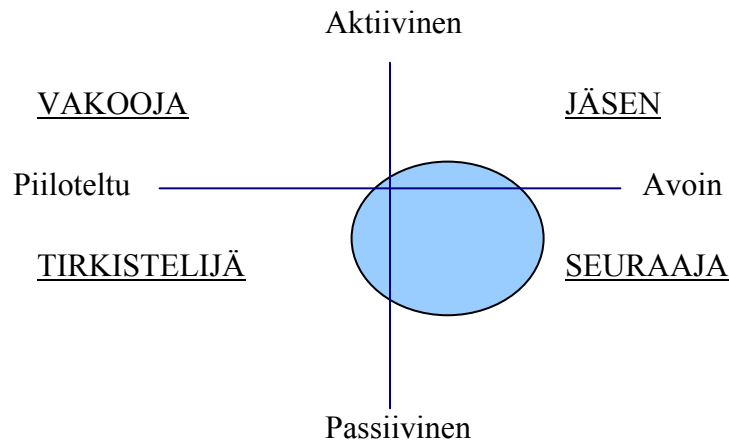 Aktiivinen
VAKOOJA JÄSEN
Piiloteltu Avoin
TIRKISTELIJÄ SEURAAJA
Passiivinen